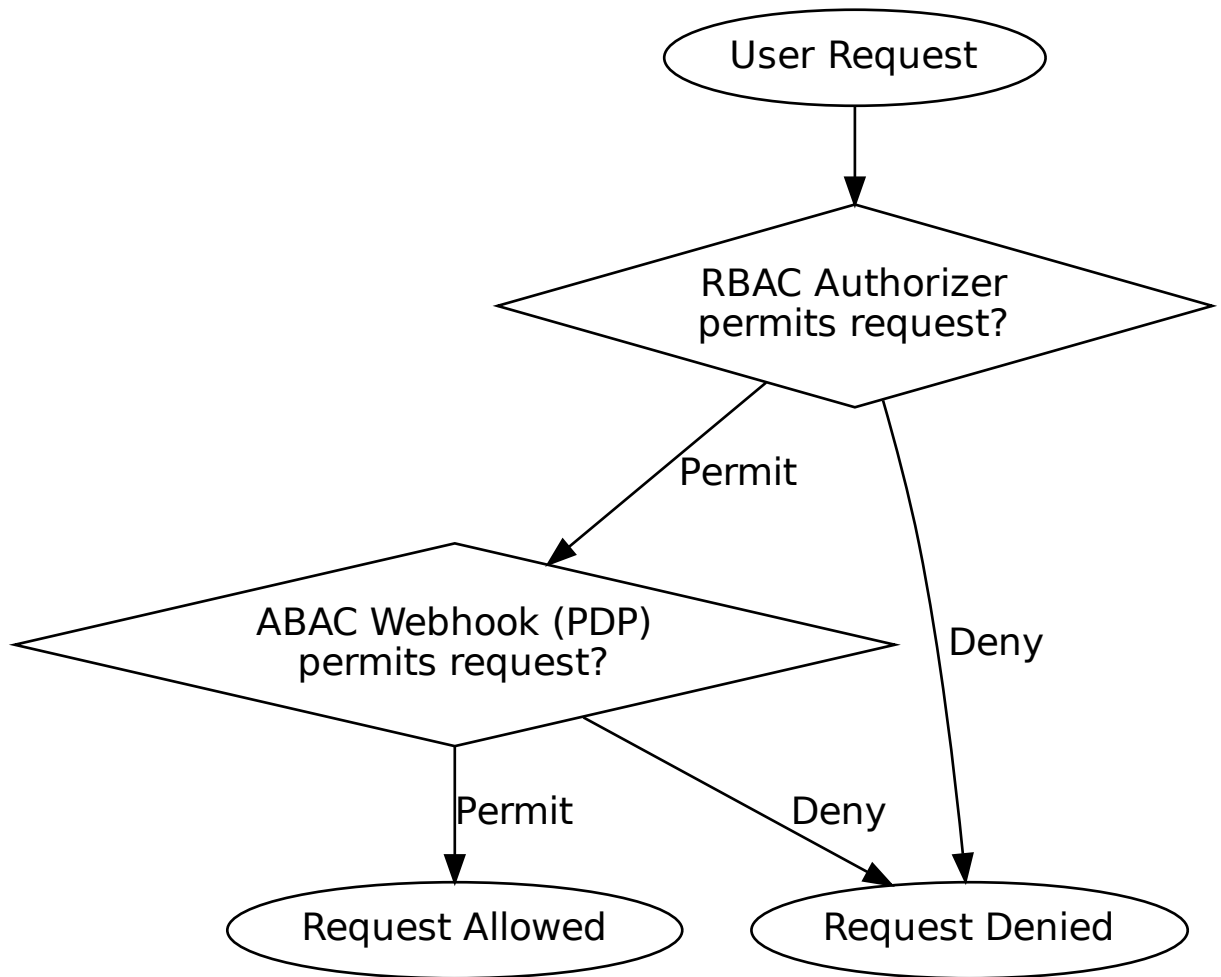 User Request
RBAC Authorizer
permits request?
Permit
ABAC Webhook (PDP)
permits request?
Deny
Permit
Deny
Request Allowed
Request Denied